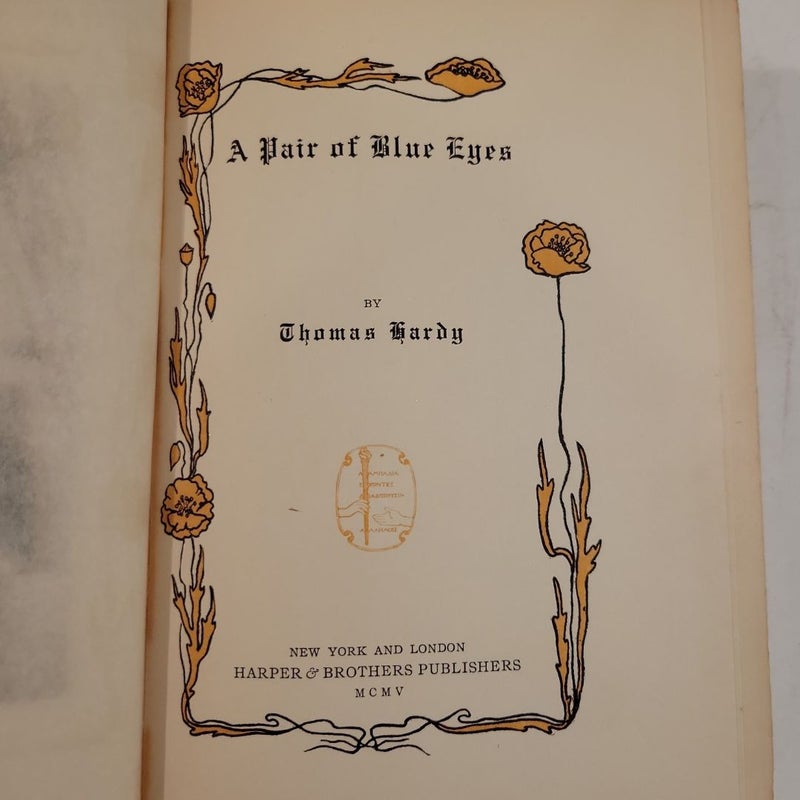 A Pair of Blue Eyes
BY
Thomas Hardy
NEW YORK AND LONDON
HARPER & BROTHERS PUBLISHERS
MCMV